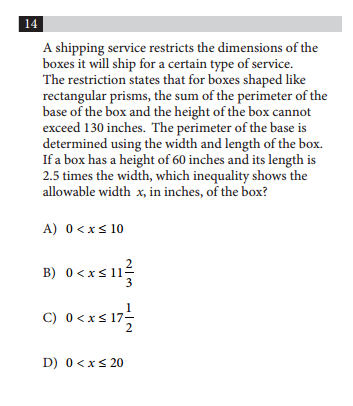 14
A shipping service restricts the dimensions of the
boxes it will ship for a certain type of service.
The restriction states that for boxes shaped like
rectangular prisms, the sum of the perimeter of the
base of the box and the height of the box cannot
exceed 130 inches. The perimeter of the base is
determined using the width and length of the box.
If a box has a height of 60 inches and its length is
2.5 times the width, which inequality shows the
allowable width x, in inches, of the box?
A) 0 < x ≤ 10
B) 0 < x ≤ 11 2/3
C) 0 < x ≤ 17 1/2
D) 0 < x ≤ 20